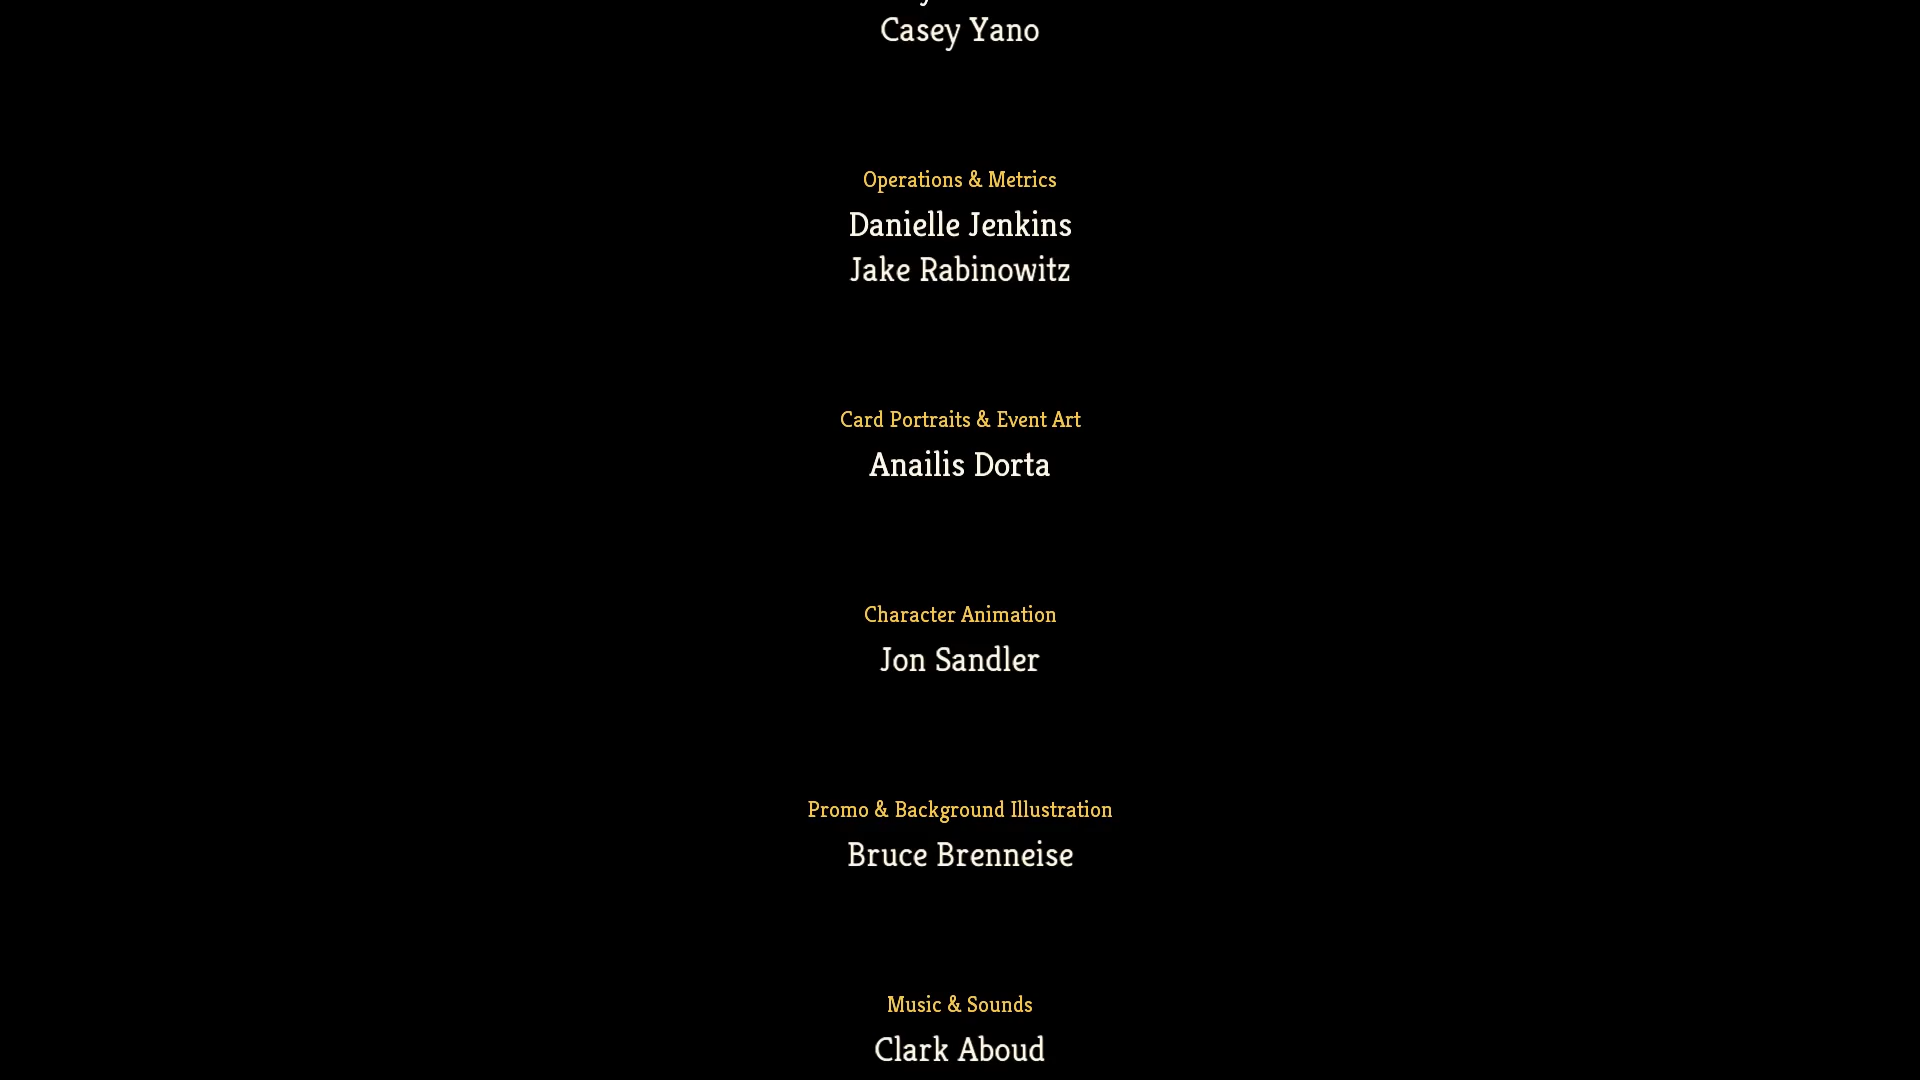 Casey Yano
Operations & Metrics
Danielle Jenkins
Jake Rabinowitz
Card Portraits & Event Art
Anailis Dorta
Character Animation
Jon Sandler
Promo & Background Illustration
Bruce Brenneise
Music & Sounds
Clark Aboud